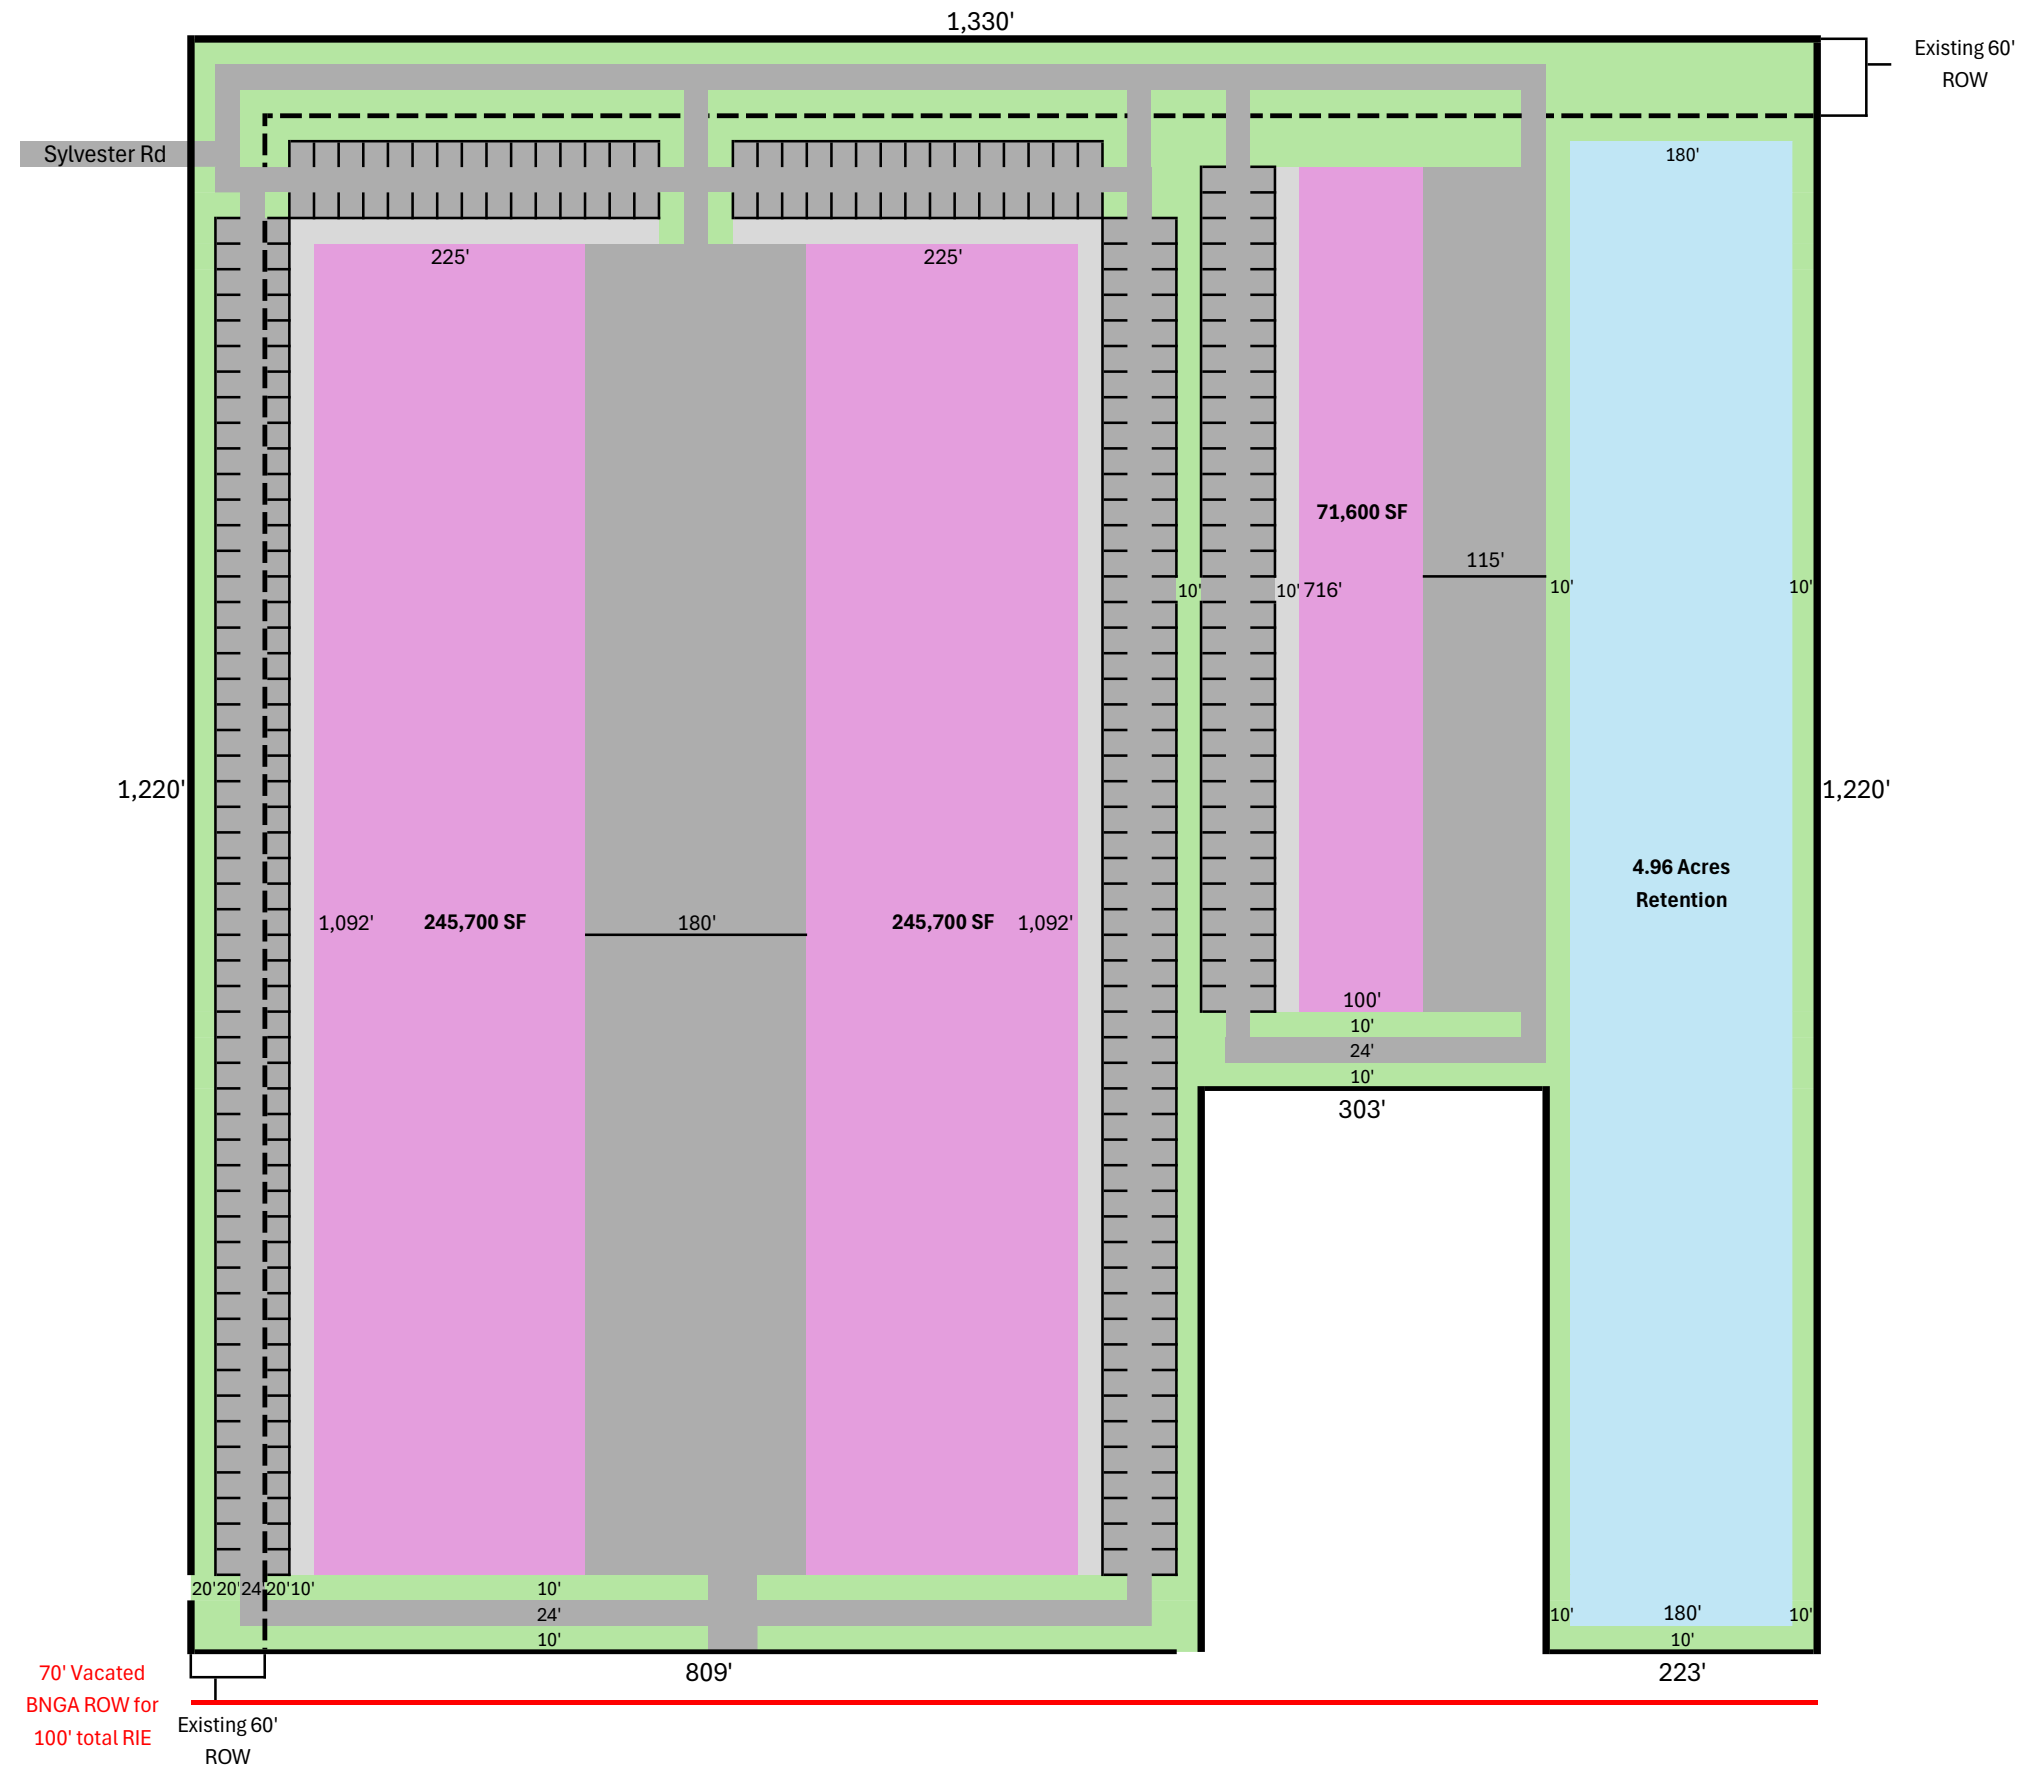 1,330'
Existing 60'
ROW
Sylvester Rd
180'
225'
225'
71,600 SF
115'
10'
10'
716'
10'
10'
1,220'
1,220'
4.96 Acres
Retention
1,092'
245,700 SF
180'
245,700 SF
1,092'
100'
10'
24'
10'
303'
20'
20'
24'
20'
10'
10'
24'
10'
10'
180'
10'
10'
809'
223'
70' Vacated
BNGA ROW for
100' total RIE
Existing 60'
ROW